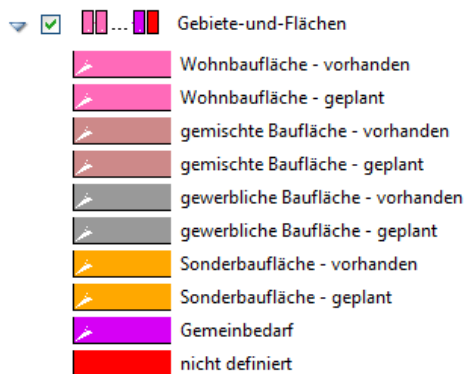 Gebiete-und-Flächen
Wohnbaufläche - vorhanden
Wohnbaufläche - geplant
gemischte Baufläche - vorhanden
gemischte Baufläche - geplant
gewerbliche Baufläche - vorhanden
gewerbliche Baufläche - geplant
Sonderbaufläche - vorhanden
Sonderbaufläche - geplant
Gemeinbedarf
nicht definiert